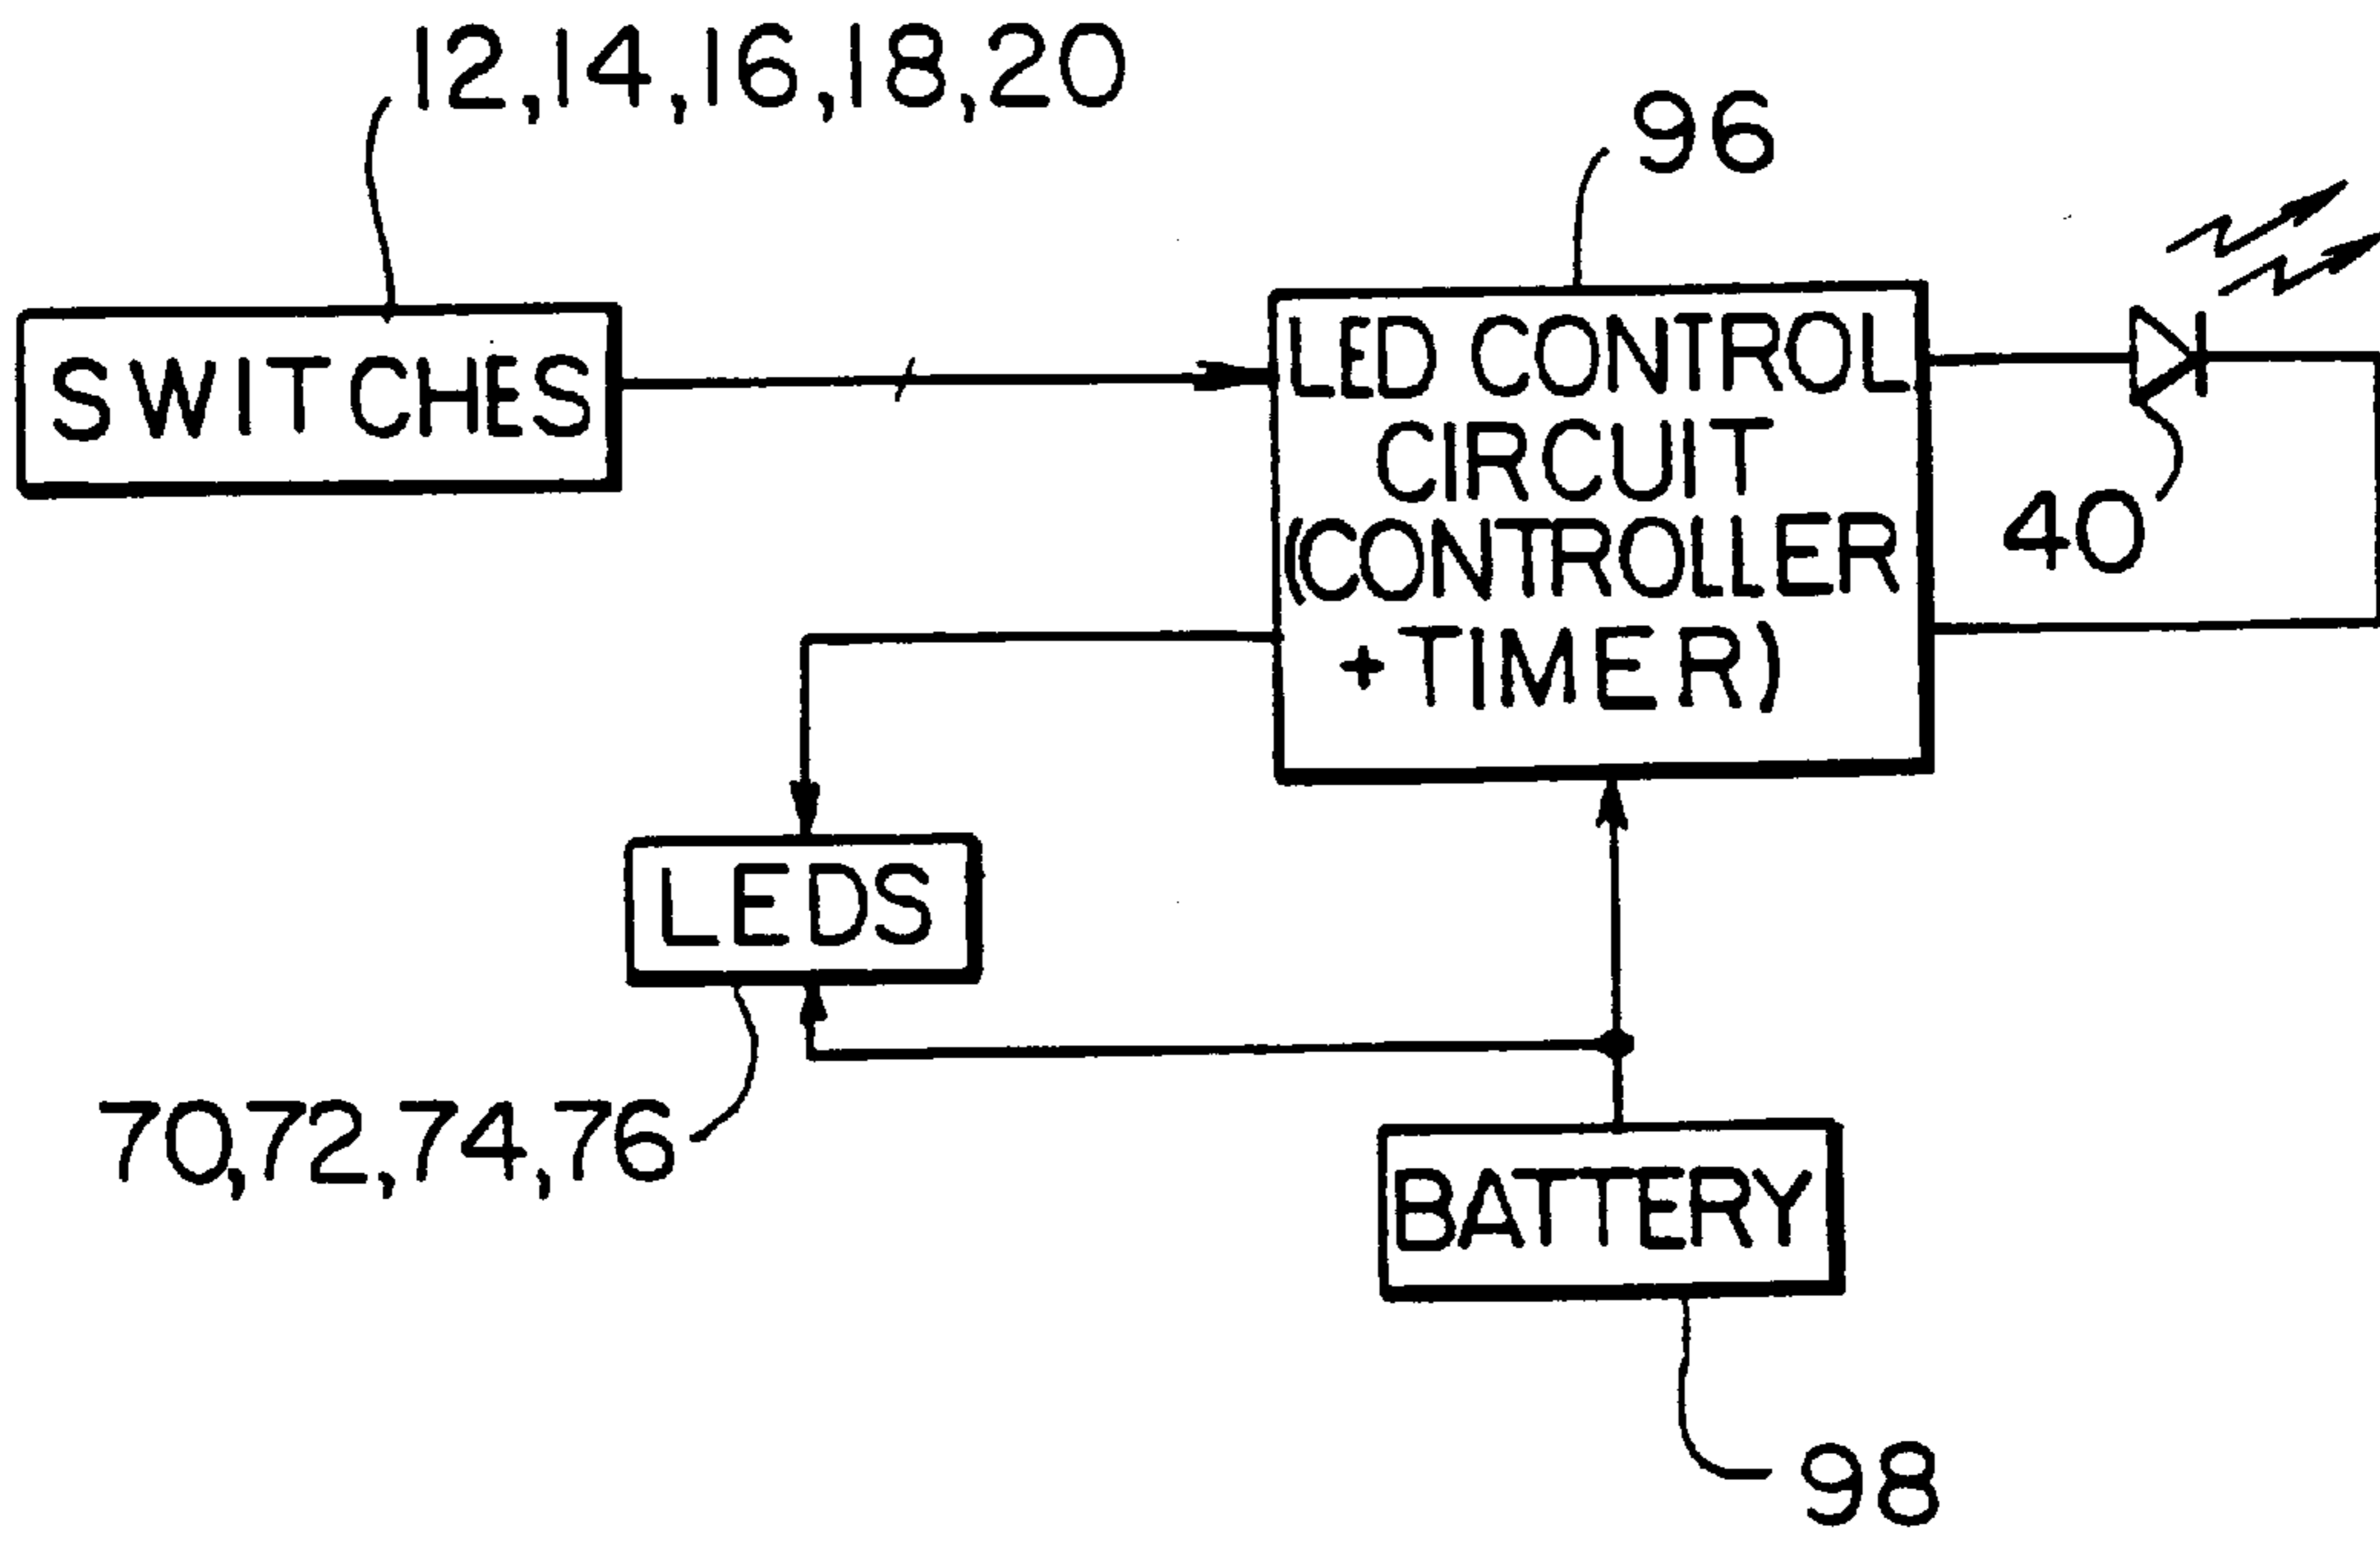 12,14,16,18,20
96
SWITCHES
LED CONTROL
CIRCUIT
(CONTROLLER
+TIMER)
40
LEDS
70,72,74,76
BATTERY
98